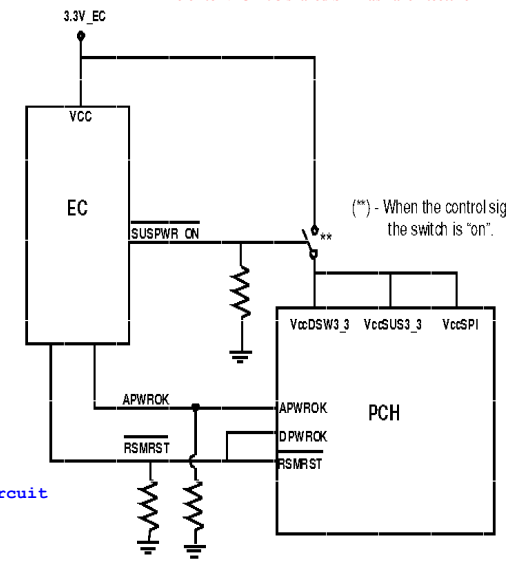 3.3V_EC
VCC
EC
SUSPWR_ON
**
(**) - When the control sig
the switch is "on".
VccDSW3_3 VccSUS3_3 VccSPI
APWROK
APWROK
PCH
DPWROK
RSMRST
RSMRST
rcuit